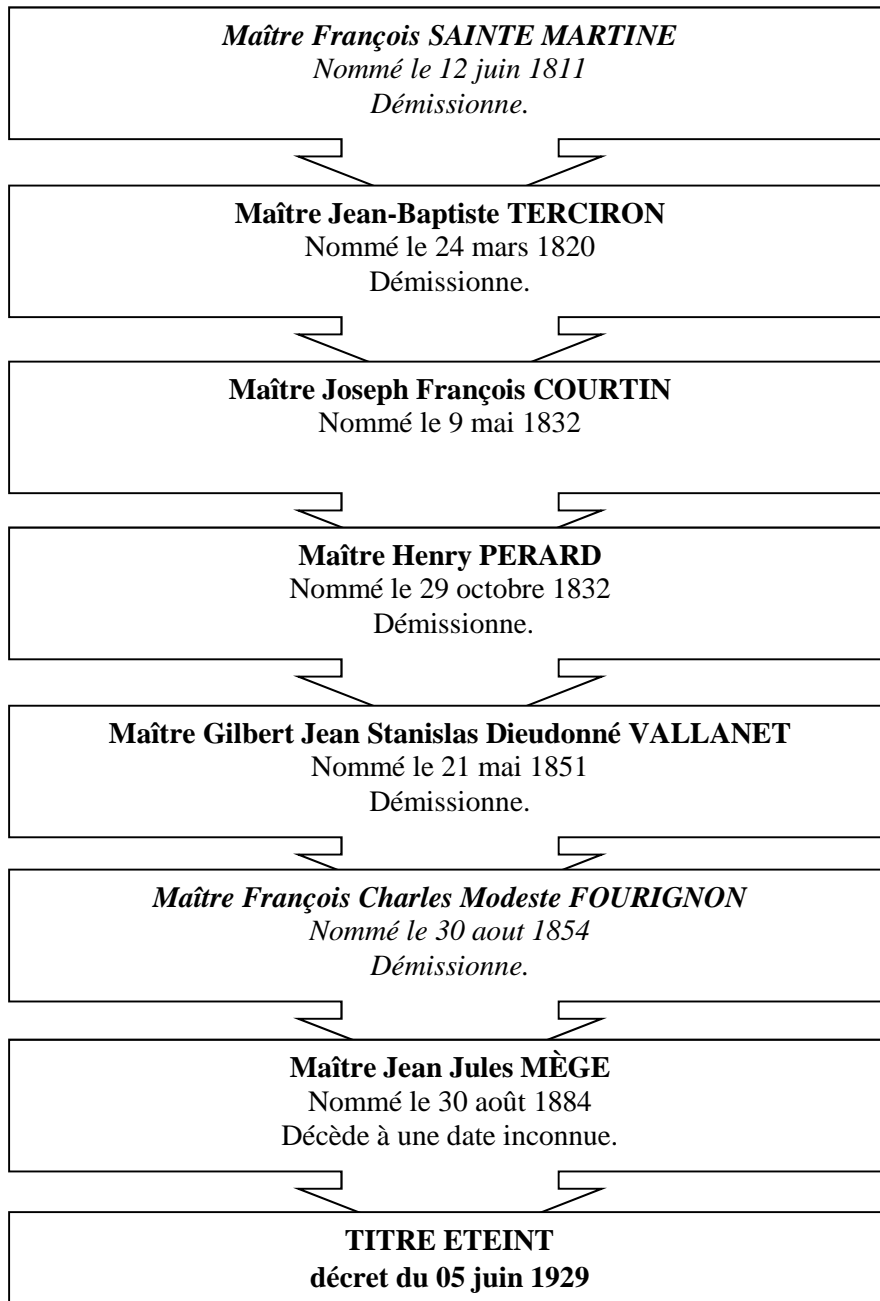 Maître François SAINTE MARTINE
Nommé le 12 juin 1811
Démissionne.
Maître Jean-Baptiste TERCIRON
Nommé le 24 mars 1820
Démissionne.
Maître Joseph François COURTIN
Nommé le 9 mai 1832
Maître Henry PERARD
Nommé le 29 octobre 1832
Démissionne.
Maître Gilbert Jean Stanislas Dieudonné VALLANET
Nommé le 21 mai 1851
Démissionne.
Maître François Charles Modeste FOURIGNON
Nommé le 30 aout 1854
Démissionne.
Maître Jean Jules MÈGE
Nommé le 30 août 1884
Décède à une date inconnue.
TITRE ETEINT
décret du 05 juin 1929